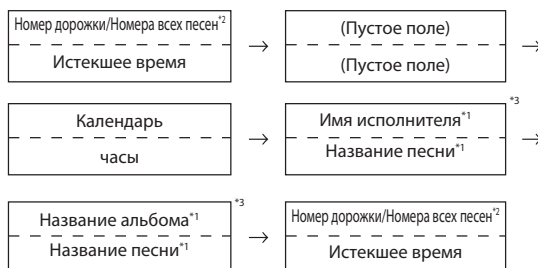 Номер дорожки/Номера всех песен*2
Истекшее время
→
(Пустое поле)
(Пустое поле)
→
Календарь
часы
→
Имя исполнителя*1
Название песни*1
*3
→
Название альбома*1
Название песни*1
*3
→
Номер дорожки/Номера всех песен*2
Истекшее время